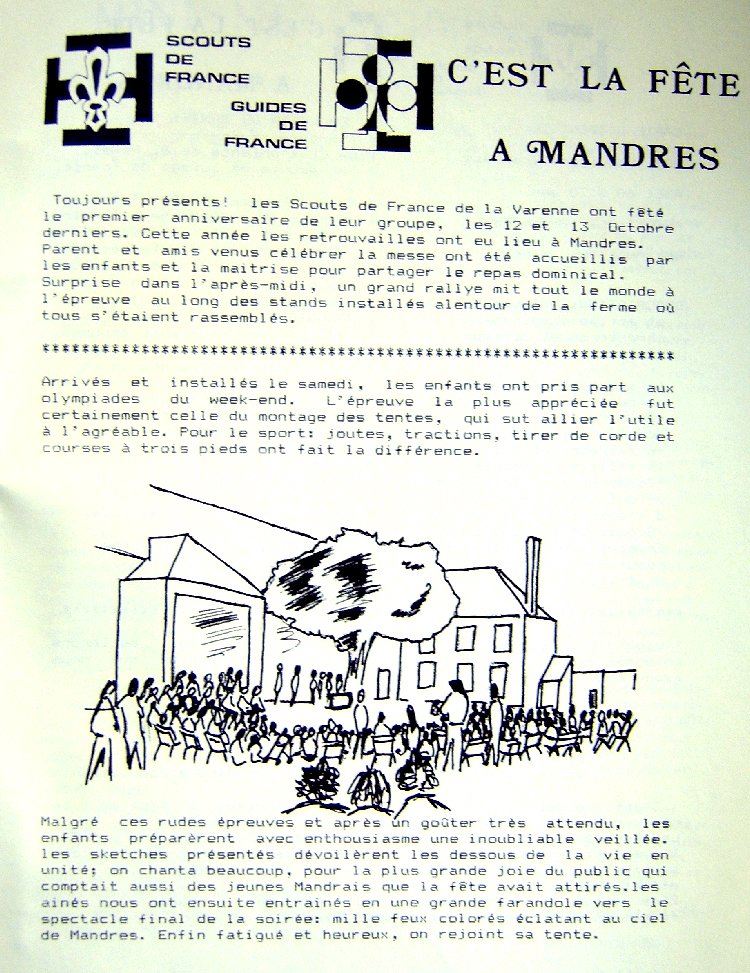 SCOUTS
DE
FRANCE
GUIDES
DE
FRANCE
C'EST LA FÊTE
A MANDRES
Toujours présents! les Scouts de France de la Varenne ont fêté
le premier anniversaire de leur groupe, les 12 et 13 Octobre
derniers. Cette année les retrouvailles ont eu lieu à Mandres.
Parent et amis venus célébrer la messe ont été accueillis par
les enfants et la maitrise pour partager le repas dominical.
Surprise dans l'après-midi, un grand rallye mit tout le monde à
l'épreuve au long des stands installés alentour de la ferme où
tous s'étaient rassemblés.
*******************************************************************
Arrivés et installés le samedi, les enfants ont pris part aux
olympiades du week-end. L'épreuve la plus appréciée fut
certainement celle du montage des tentes, qui sut allier l'utile
à l'agréable. Pour le sport: joutes, tractions, tirer de corde et
courses à trois pieds ont fait la différence.
Malgré ces rudes épreuves et après un goûter très attendu, les
enfants préparèrent avec enthousiasme une inoubliable veillée.
les sketches présentés dévoilèrent les dessous de la vie en
unité; on chanta beaucoup, pour la plus grande joie du public qui
comptait aussi des jeunes Mandrais que la fête avait attirés.les
ainés nous ont ensuite entrainés en une grande farandole vers le
spectacle final de la soirée: mille feux colorés éclatant au ciel
de Mandres. Enfin fatigué et heureux, on rejoint sa tente.